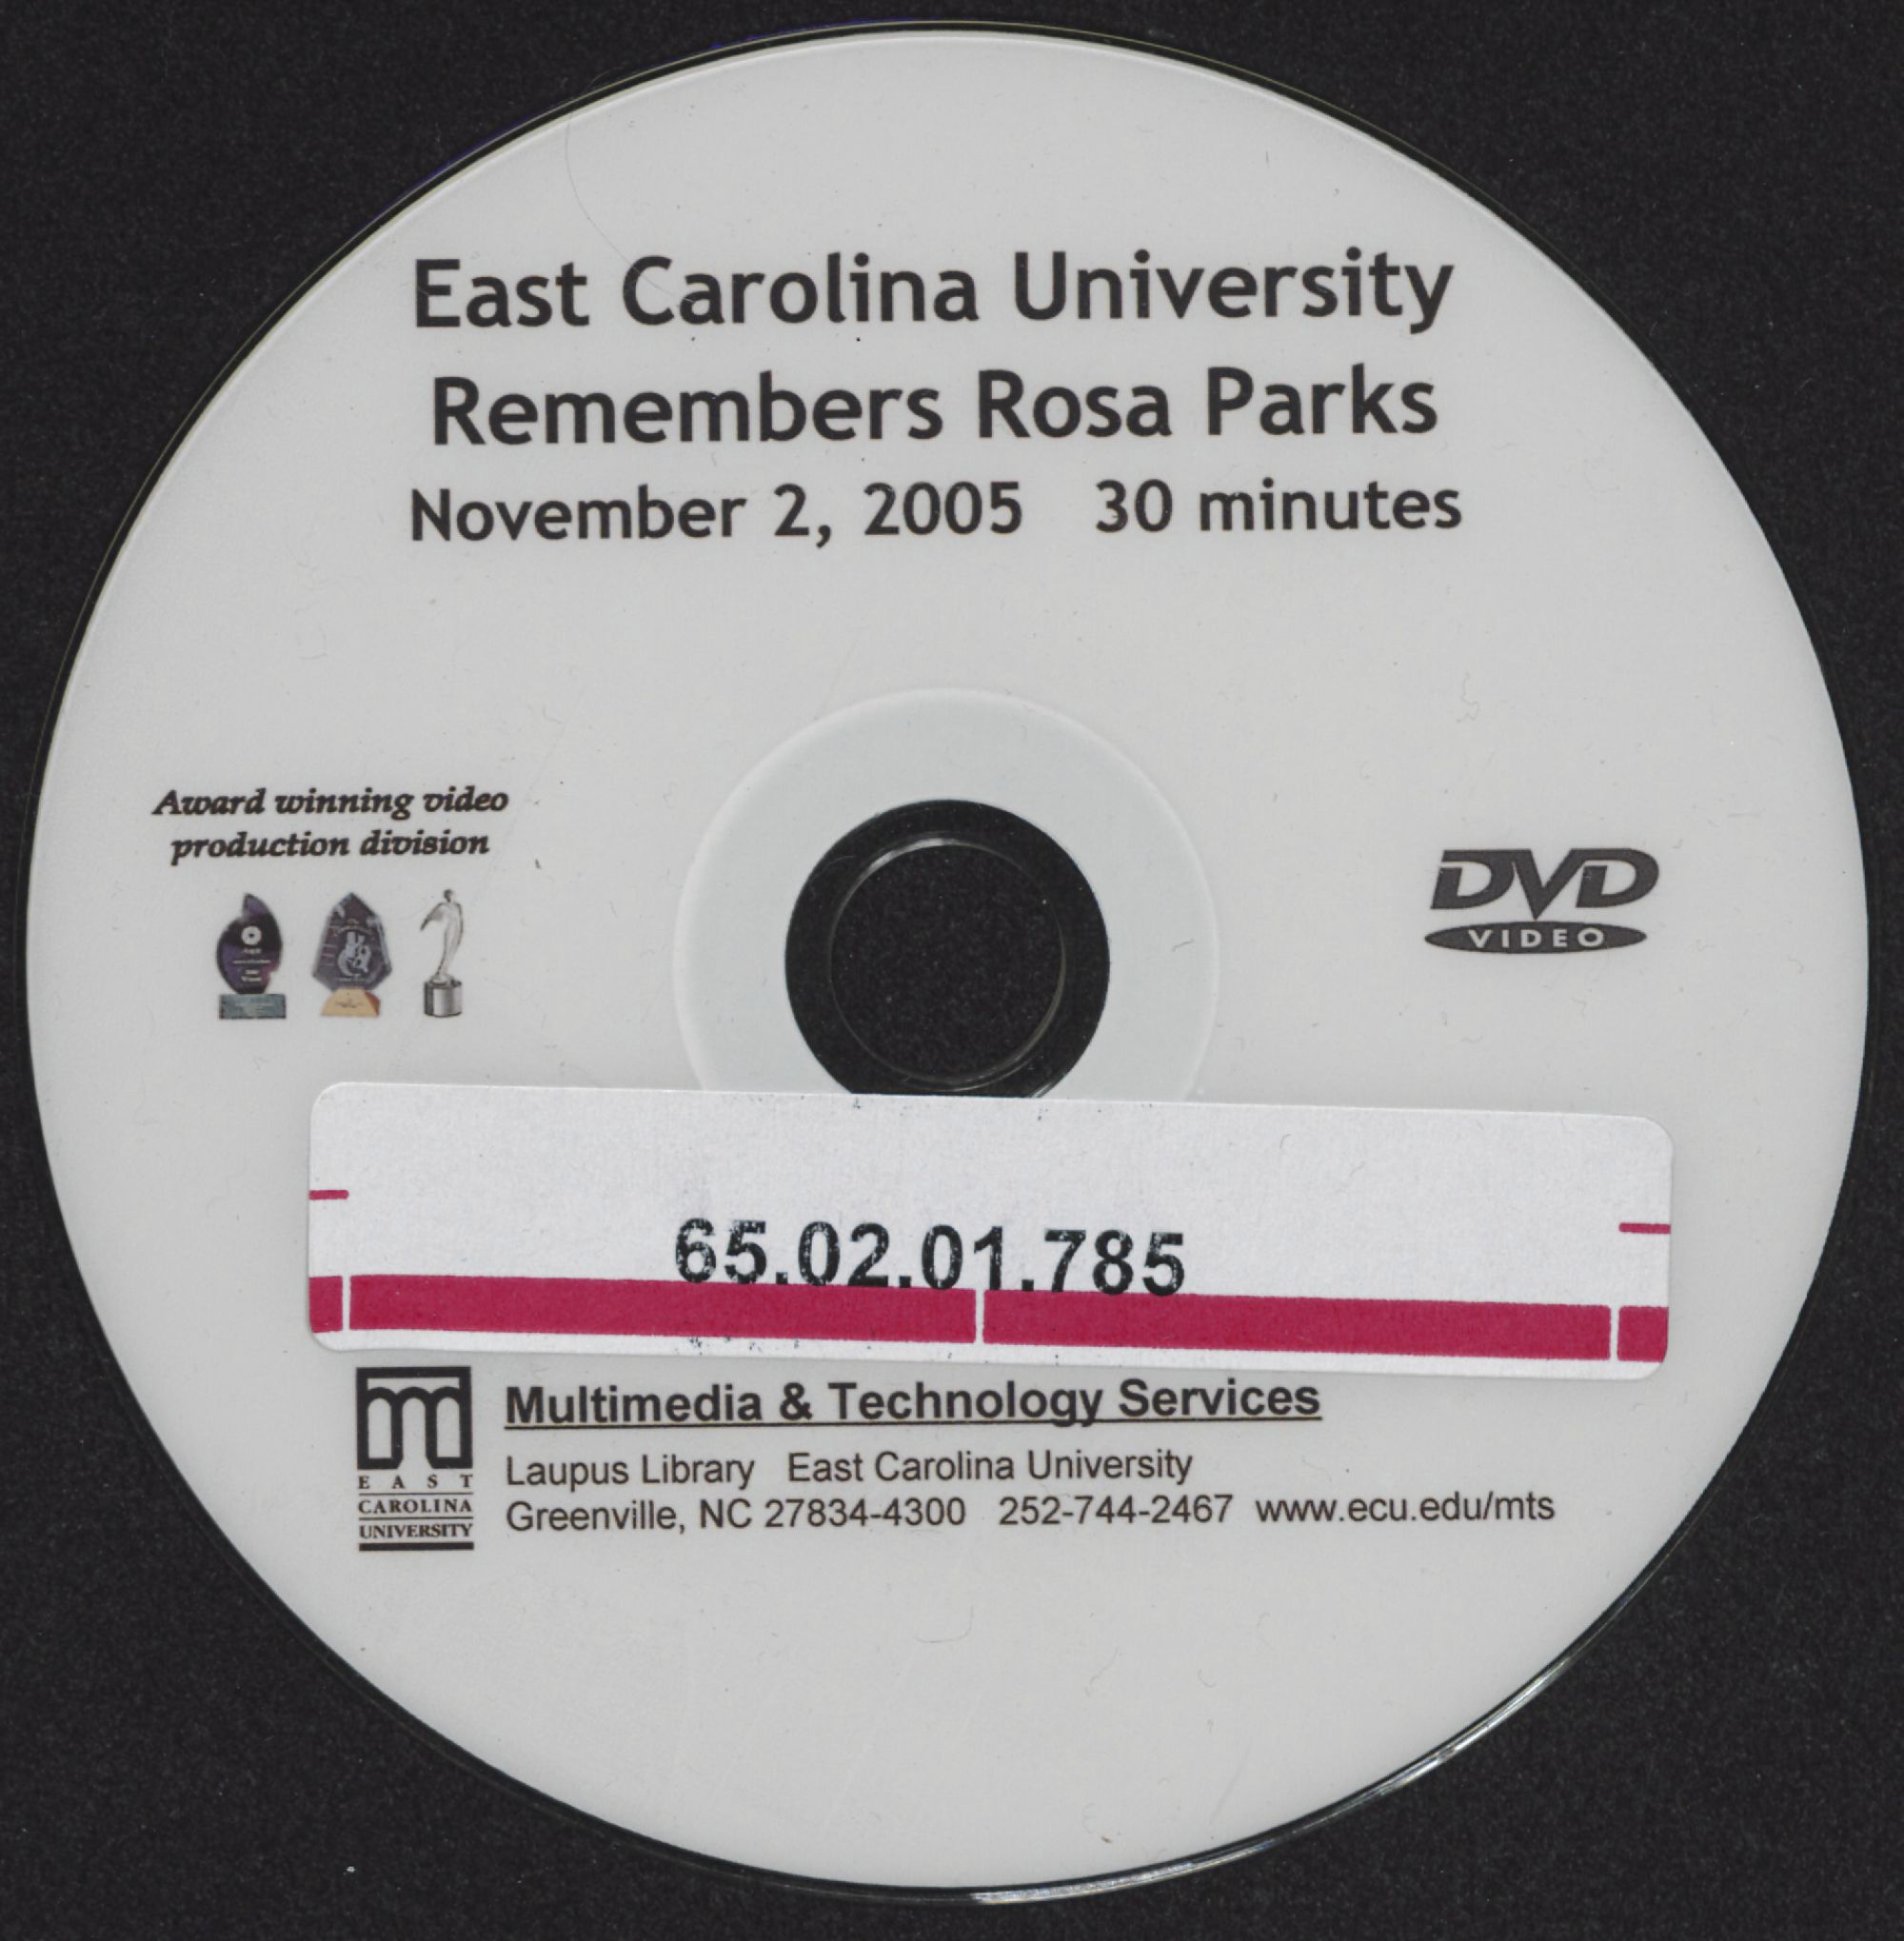 East Carolina University
Remembers Rosa Parks
November 2, 2005   30 minutes
Award winning video
production division
DVD
VIDEO
65.02.01.785
EAST
CAROLINA
UNIVERSITY
Multimedia & Technology Services
Laupus Library   East Carolina University
Greenville, NC 27834-4300   252-744-2467  www.ecu.edu/mts